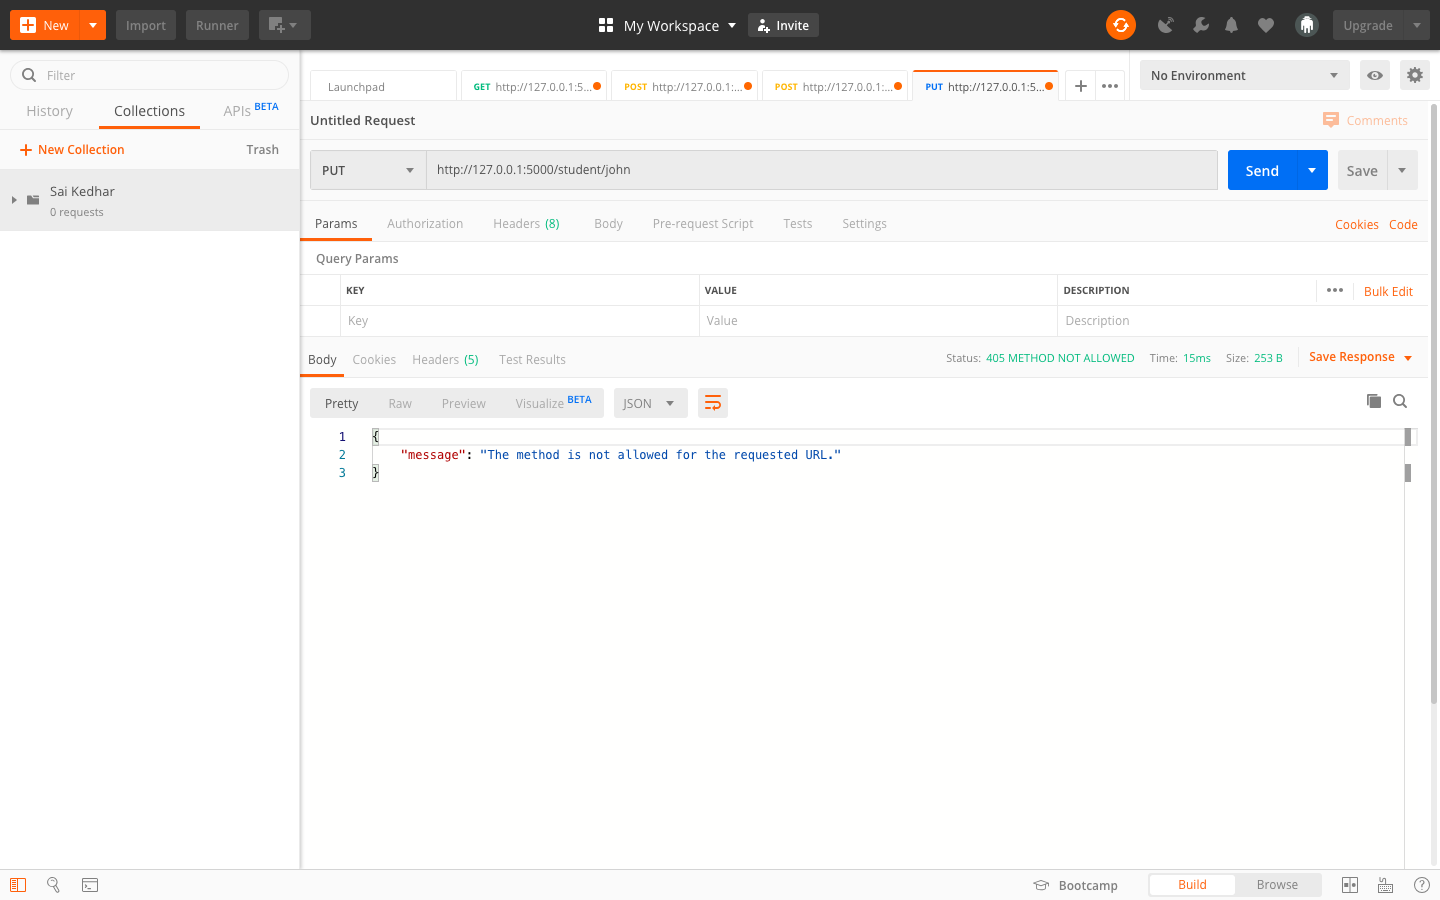 New
Import
Runner
My Workspace
Invite
Upgrade
Filter
History
Collections
APIs BETA
New Collection
Trash
Sai Kedhar
0 requests
Launchpad
GET http://127.0.0.1:5...
POST http://127.0.0.1:...
POST http://127.0.0.1:...
PUT http://127.0.0.1:5...
No Environment
Untitled Request
Comments
PUT
http://127.0.0.1:5000/student/john
Send
Save
Params
Authorization
Headers (8)
Body
Pre-request Script
Tests
Settings
Cookies
Code
Query Params
KEY
VALUE
DESCRIPTION
Bulk Edit
Key
Value
Description
Body
Cookies
Headers (5)
Test Results
Status: 405 METHOD NOT ALLOWED
Time: 15ms
Size: 253 B
Save Response
Pretty
Raw
Preview
Visualize BETA
JSON
1 {
2 "message": "The method is not allowed for the requested URL."
3 }
Bootcamp
Build
Browse